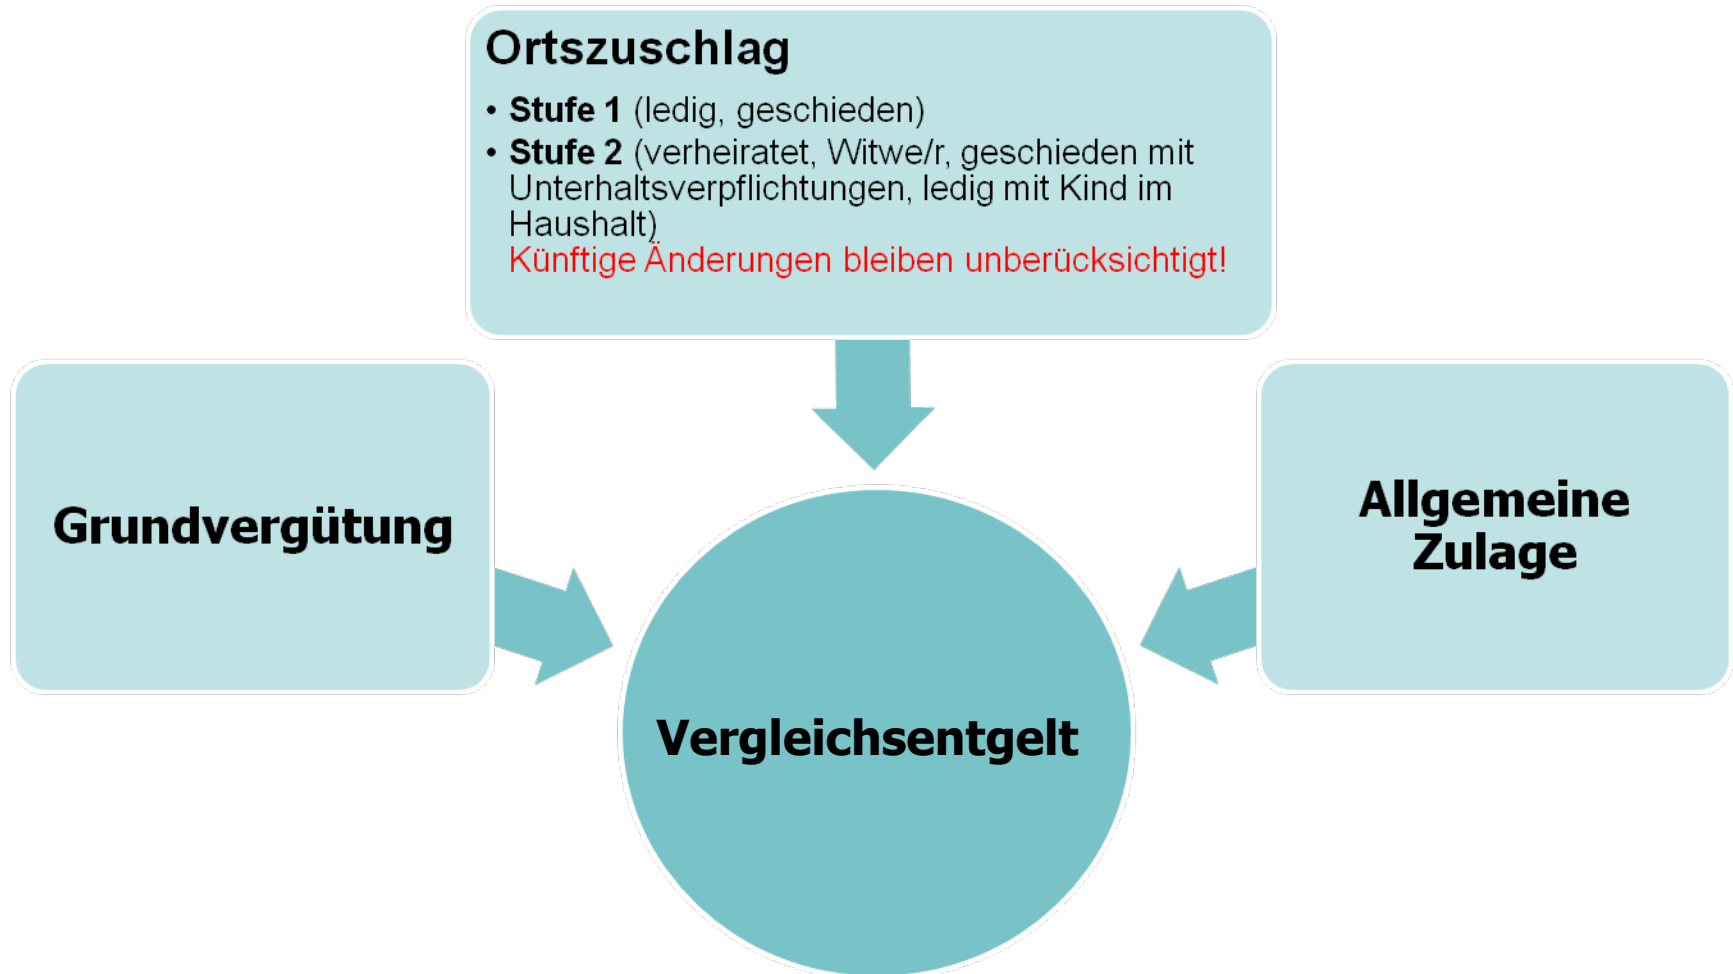 Ortszuschlag
• Stufe 1 (ledig, geschieden)
• Stufe 2 (verheiratet, Witwe/r, geschieden mit
Unterhaltsverpflichtungen, ledig mit Kind im
Haushalt)
Künftige Änderungen bleiben unberücksichtigt!
Grundvergütung
Allgemeine
Zulage
Vergleichsentgelt